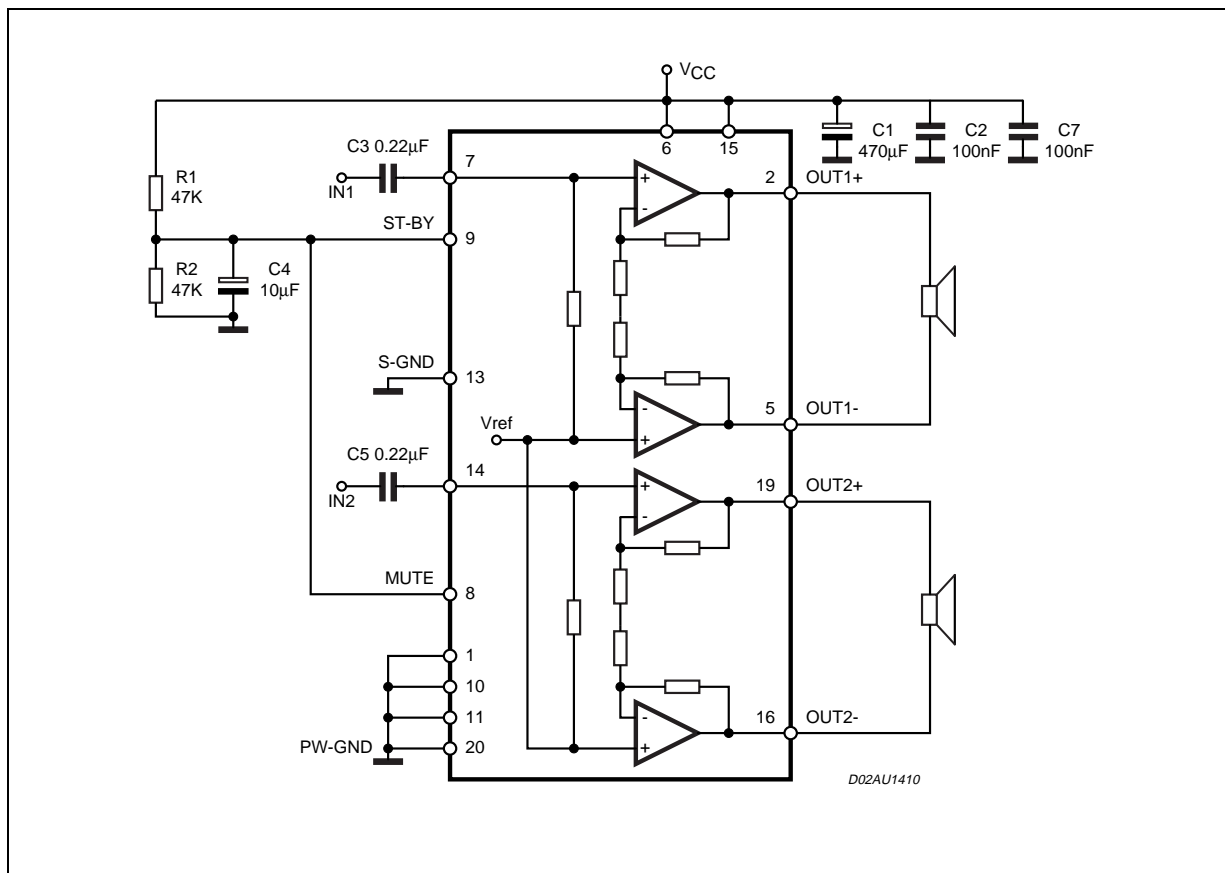 VCC
C1
470µF
C2
100nF
C7
100nF
6
15
C3 0.22µF
7
IN1
2
OUT1+
R1
47K
ST-BY
9
R2
47K
C4
10µF
S-GND
13
5
OUT1-
Vref
C5 0.22µF
14
IN2
19
OUT2+
MUTE
8
1
10
11
PW-GND
20
16
OUT2-
+
-
-
+
+
-
-
+
D02AU1410